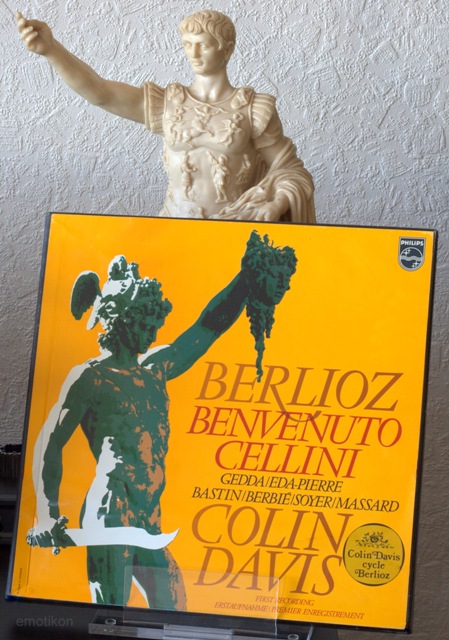 PHILIPS
BERLIOZ
BENVENUTO
CELLINI
GEDDA/EDA-PIERRE
BASTIN/BERBIÉ/SOYER/MASSARD
COLIN
DAVIS
Colin Davis
cycle
Berlioz
FIRST RECORDING
ERSTAUFNAHME/PREMIER ENREGISTREMENT
emotikon